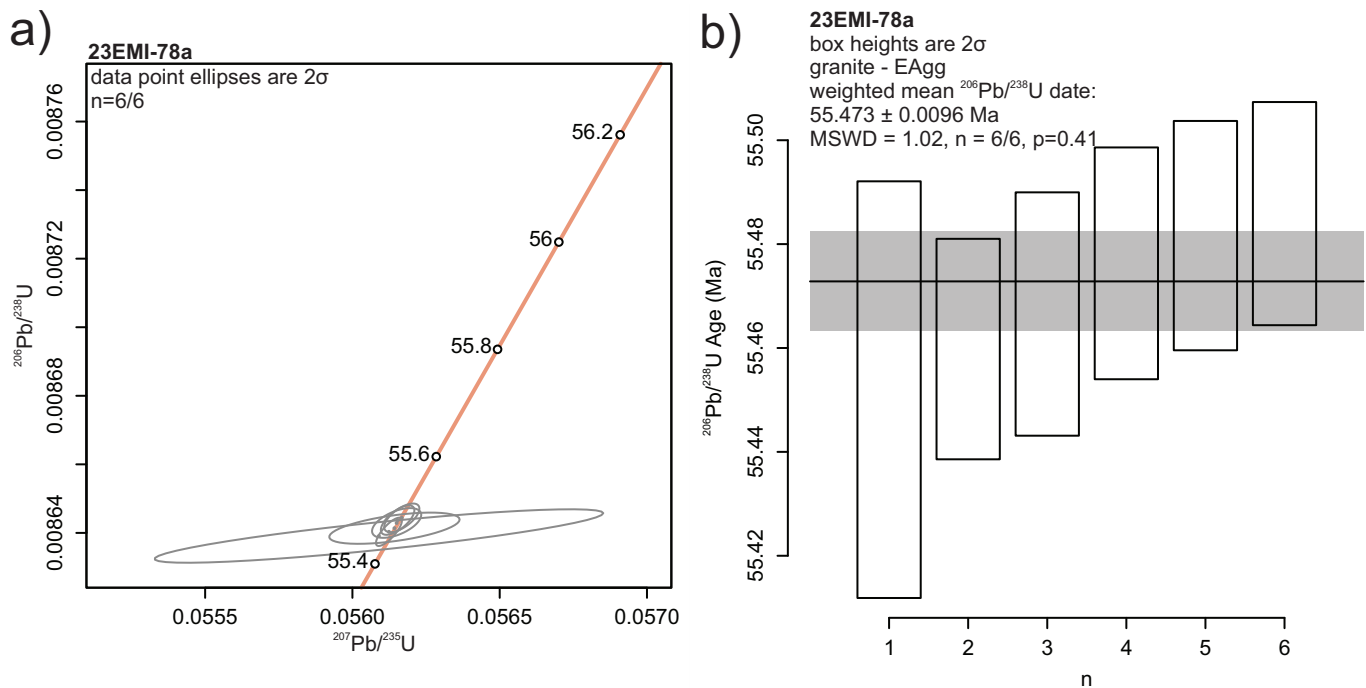 a)
23EMI-78a
data point ellipses are 2σ
n=6/6
0.00876
0.00872
0.00868
0.00864
²⁰⁶Pb/²³⁸U
56.2
56
55.8
55.6
55.4
0.0555
0.0560
0.0565
0.0570
²⁰⁷Pb/²³⁵U
b)
23EMI-78a
box heights are 2σ
granite - EAgg
weighted mean ²⁰⁶Pb/²³⁸U date:
55.473 ± 0.0096 Ma
MSWD = 1.02, n = 6/6, p=0.41
55.50
55.48
55.46
55.44
55.42
²⁰⁶Pb/²³⁸U Age (Ma)
1 2 3 4 5 6
n